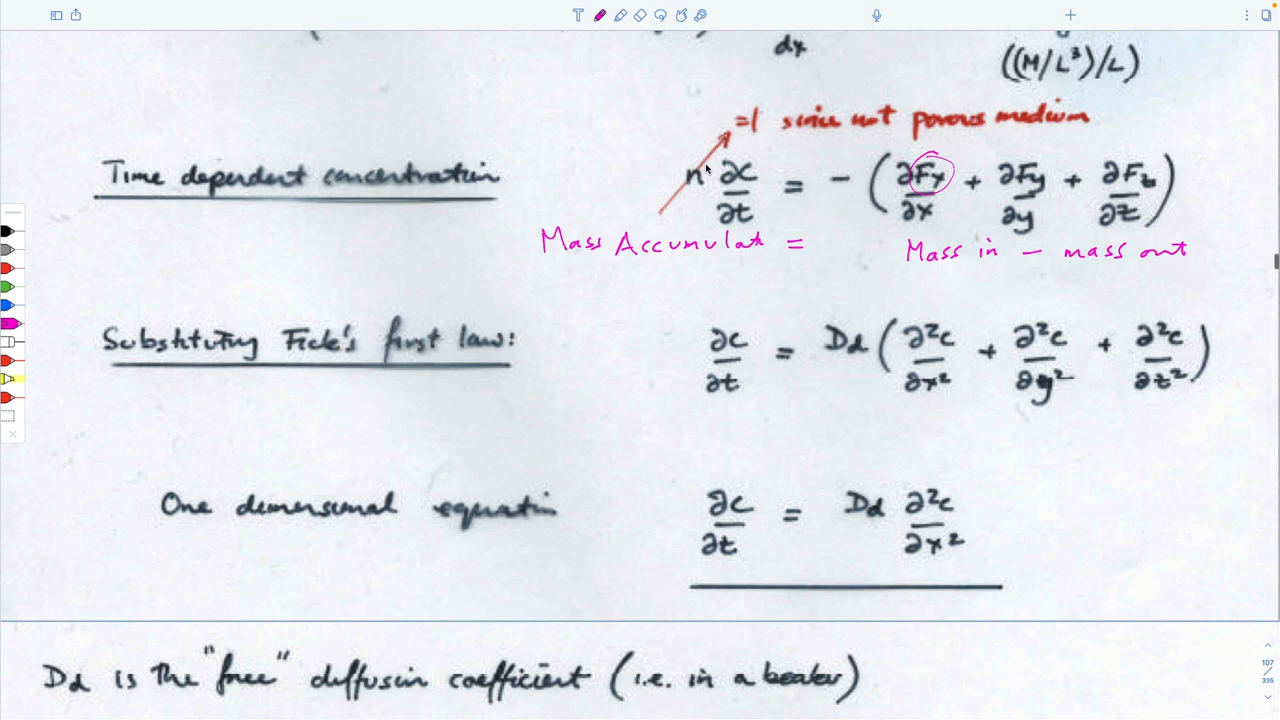 dx
((M/L³)/L)
=1 since not porous medium
Time dependent concentration
n ∂c/∂t = - (∂Fx/∂x + ∂Fy/∂y + ∂Fz/∂z)
Mass Accumulat = Mass in - mass out
Substituting Fick's first law:
∂c/∂t = Dd (∂²c/∂x² + ∂²c/∂y² + ∂²c/∂z²)
One dimensional equation
∂c/∂t = Dd ∂²c/∂x²
Dd is the "free" diffusion coefficient (i.e. in a beaker)
107
335